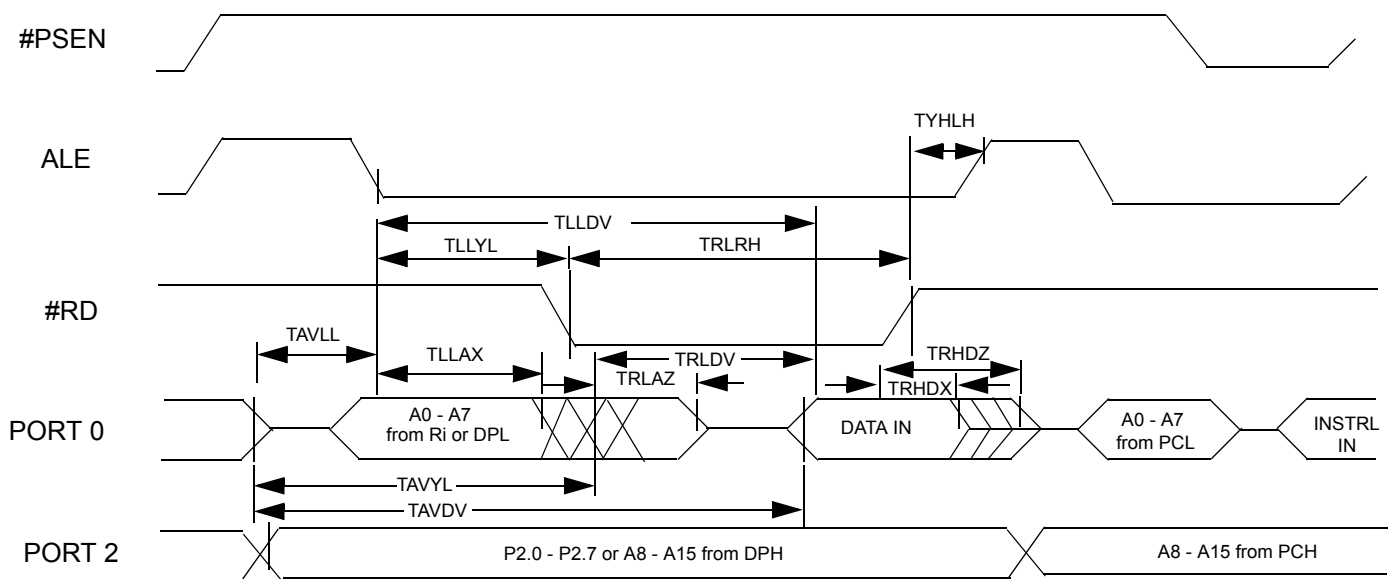 #PSEN
TYHLH
ALE
TLLDV
TLLYL
TRLRH
#RD
TAVLL
TLLAX
TRLDV
TRHDZ
TRLAZ
TRHDX
PORT 0
A0 - A7
from Ri or DPL
DATA IN
A0 - A7
from PCL
INSTRL
IN
TAVYL
TAVDV
PORT 2
P2.0 - P2.7 or A8 - A15 from DPH
A8 - A15 from PCH